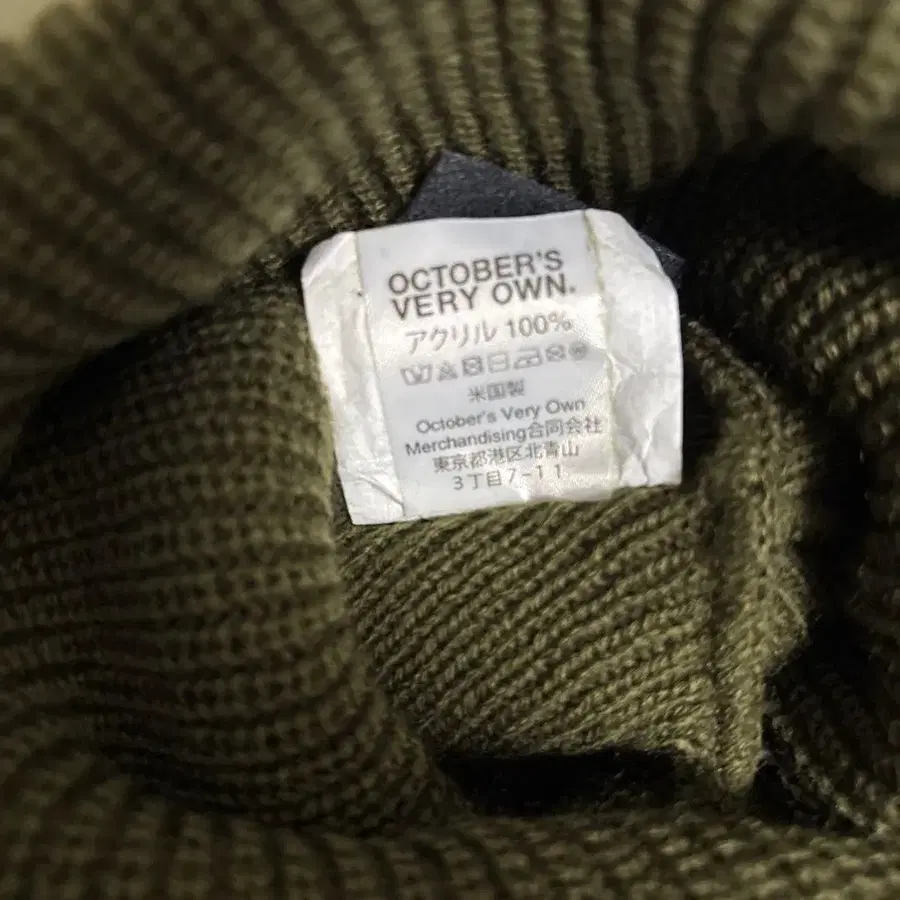 OCTOBER'S
VERY OWN.
アクリル 100%
米国製
October's Very Own
Merchandising合同会社
東京都港区北青山
3丁目7-11